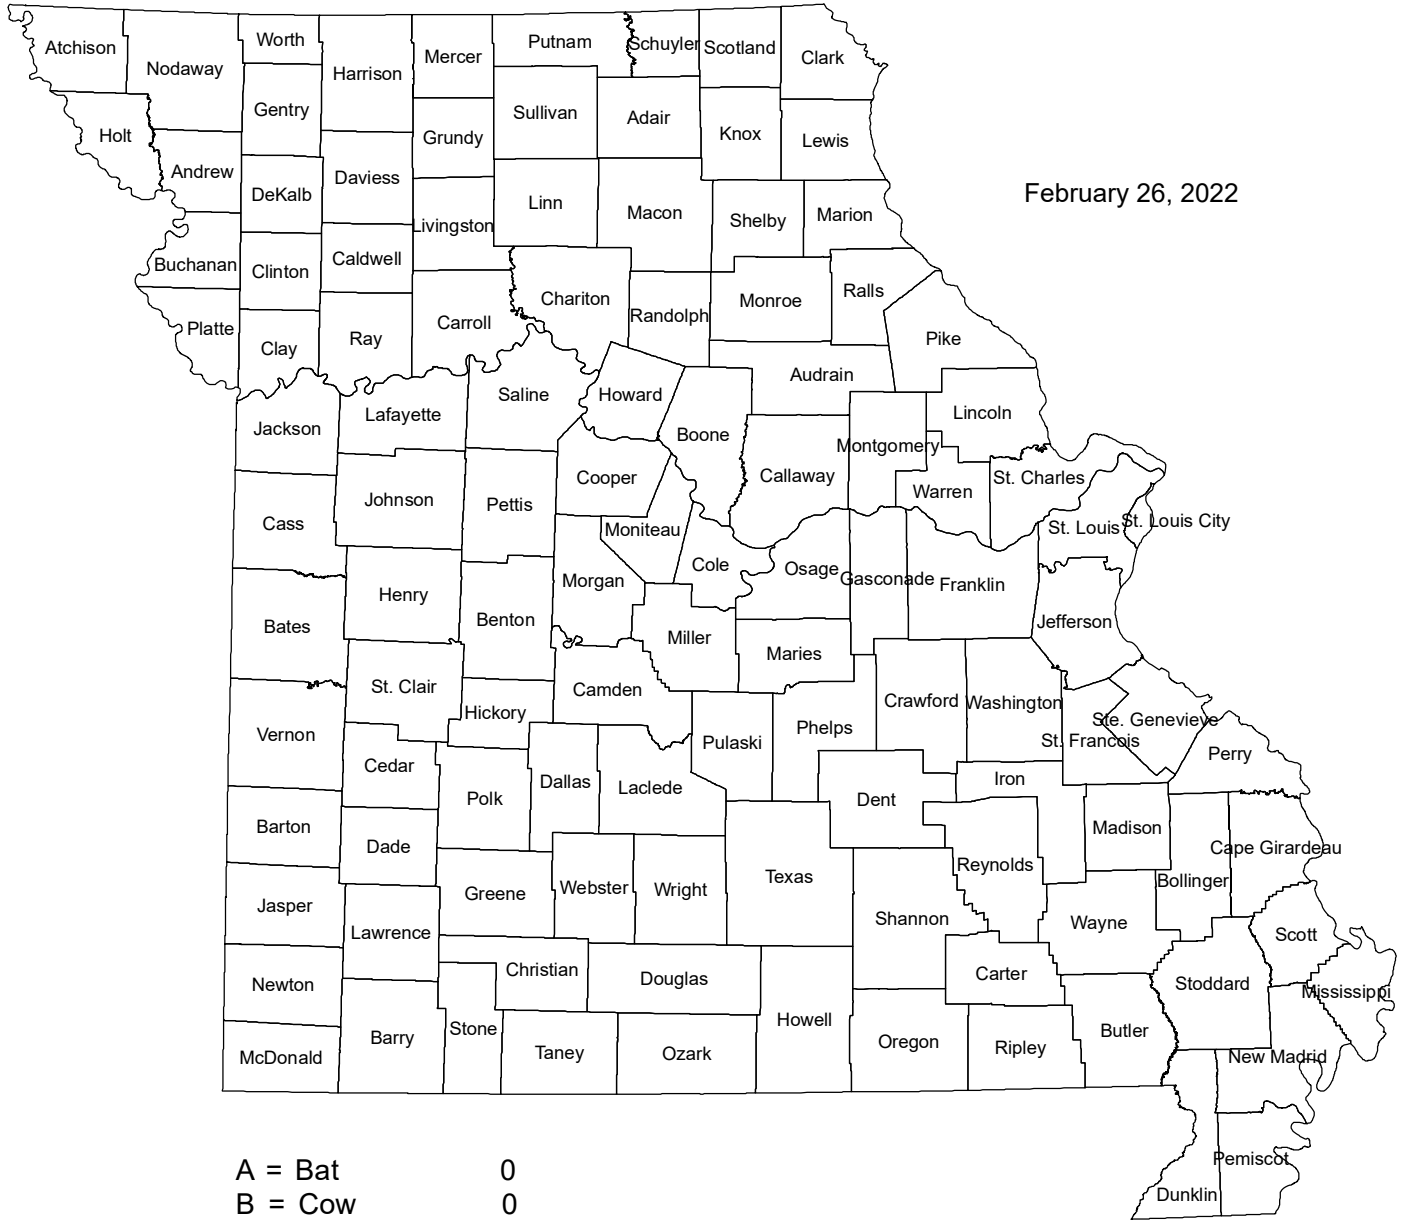 Atchison
Nodaway
Worth
Harrison
Mercer
Putnam
Schuyler
Scotland
Clark
Gentry
Sullivan
Adair
Knox
Lewis
Holt
Grundy
Andrew
DeKalb
Daviess
Livingston
Linn
Macon
Shelby
Marion
February 26, 2022
Buchanan
Clinton
Caldwell
Chariton
Randolph
Monroe
Ralls
Platte
Clay
Ray
Carroll
Pike
Audrain
Saline
Howard
Lincoln
Jackson
Lafayette
Boone
Montgomery
Cooper
Callaway
Warren
St. Charles
Johnson
Pettis
Cass
Moniteau
St. Louis
St. Louis City
Cole
Osage
Gasconade
Franklin
Morgan
Henry
Bates
Benton
Miller
Jefferson
Maries
St. Clair
Camden
Hickory
Crawford
Washington
Ste. Genevieve
St. Francois
Vernon
Pulaski
Phelps
Perry
Cedar
Polk
Dallas
Laclede
Dent
Iron
Barton
Dade
Madison
Cape Girardeau
Reynolds
Bollinger
Jasper
Greene
Webster
Wright
Texas
Shannon
Wayne
Lawrence
Scott
Newton
Christian
Douglas
Carter
Stoddard
Mississippi
McDonald
Barry
Stone
Taney
Ozark
Howell
Oregon
Ripley
Butler
New Madrid
Pemiscot
Dunklin
A = Bat 0
B = Cow 0